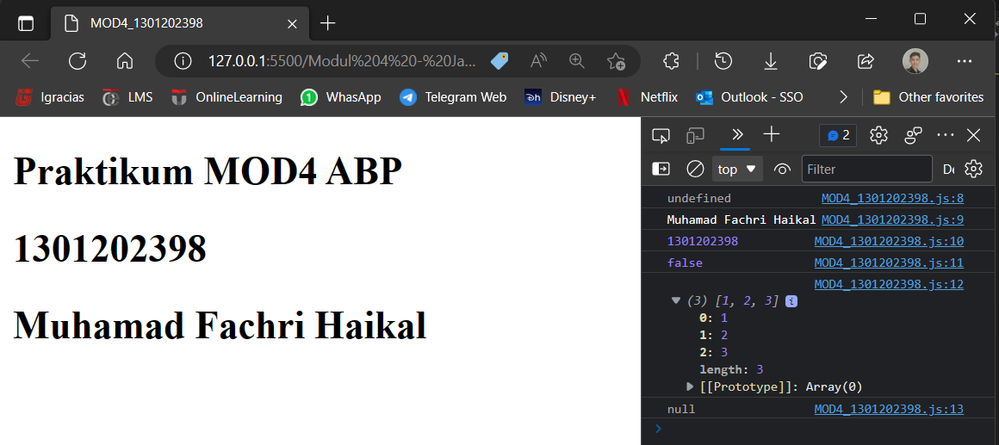 MOD4_1301202398
127.0.0.1:5500/Modul%204%20-%20Ja...
Igracias LMS OnlineLearning WhasApp Telegram Web Disney+ Netflix Outlook - SSO Other favorites
Praktikum MOD4 ABP
1301202398
Muhamad Fachri Haikal
2
top Filter De
undefined MOD4_1301202398.js:8
Muhamad Fachri Haikal MOD4_1301202398.js:9
1301202398 MOD4_1301202398.js:10
false MOD4_1301202398.js:11
MOD4_1301202398.js:12
(3) [1, 2, 3] i
0: 1
1: 2
2: 3
length: 3
[[Prototype]]: Array(0)
null MOD4_1301202398.js:13